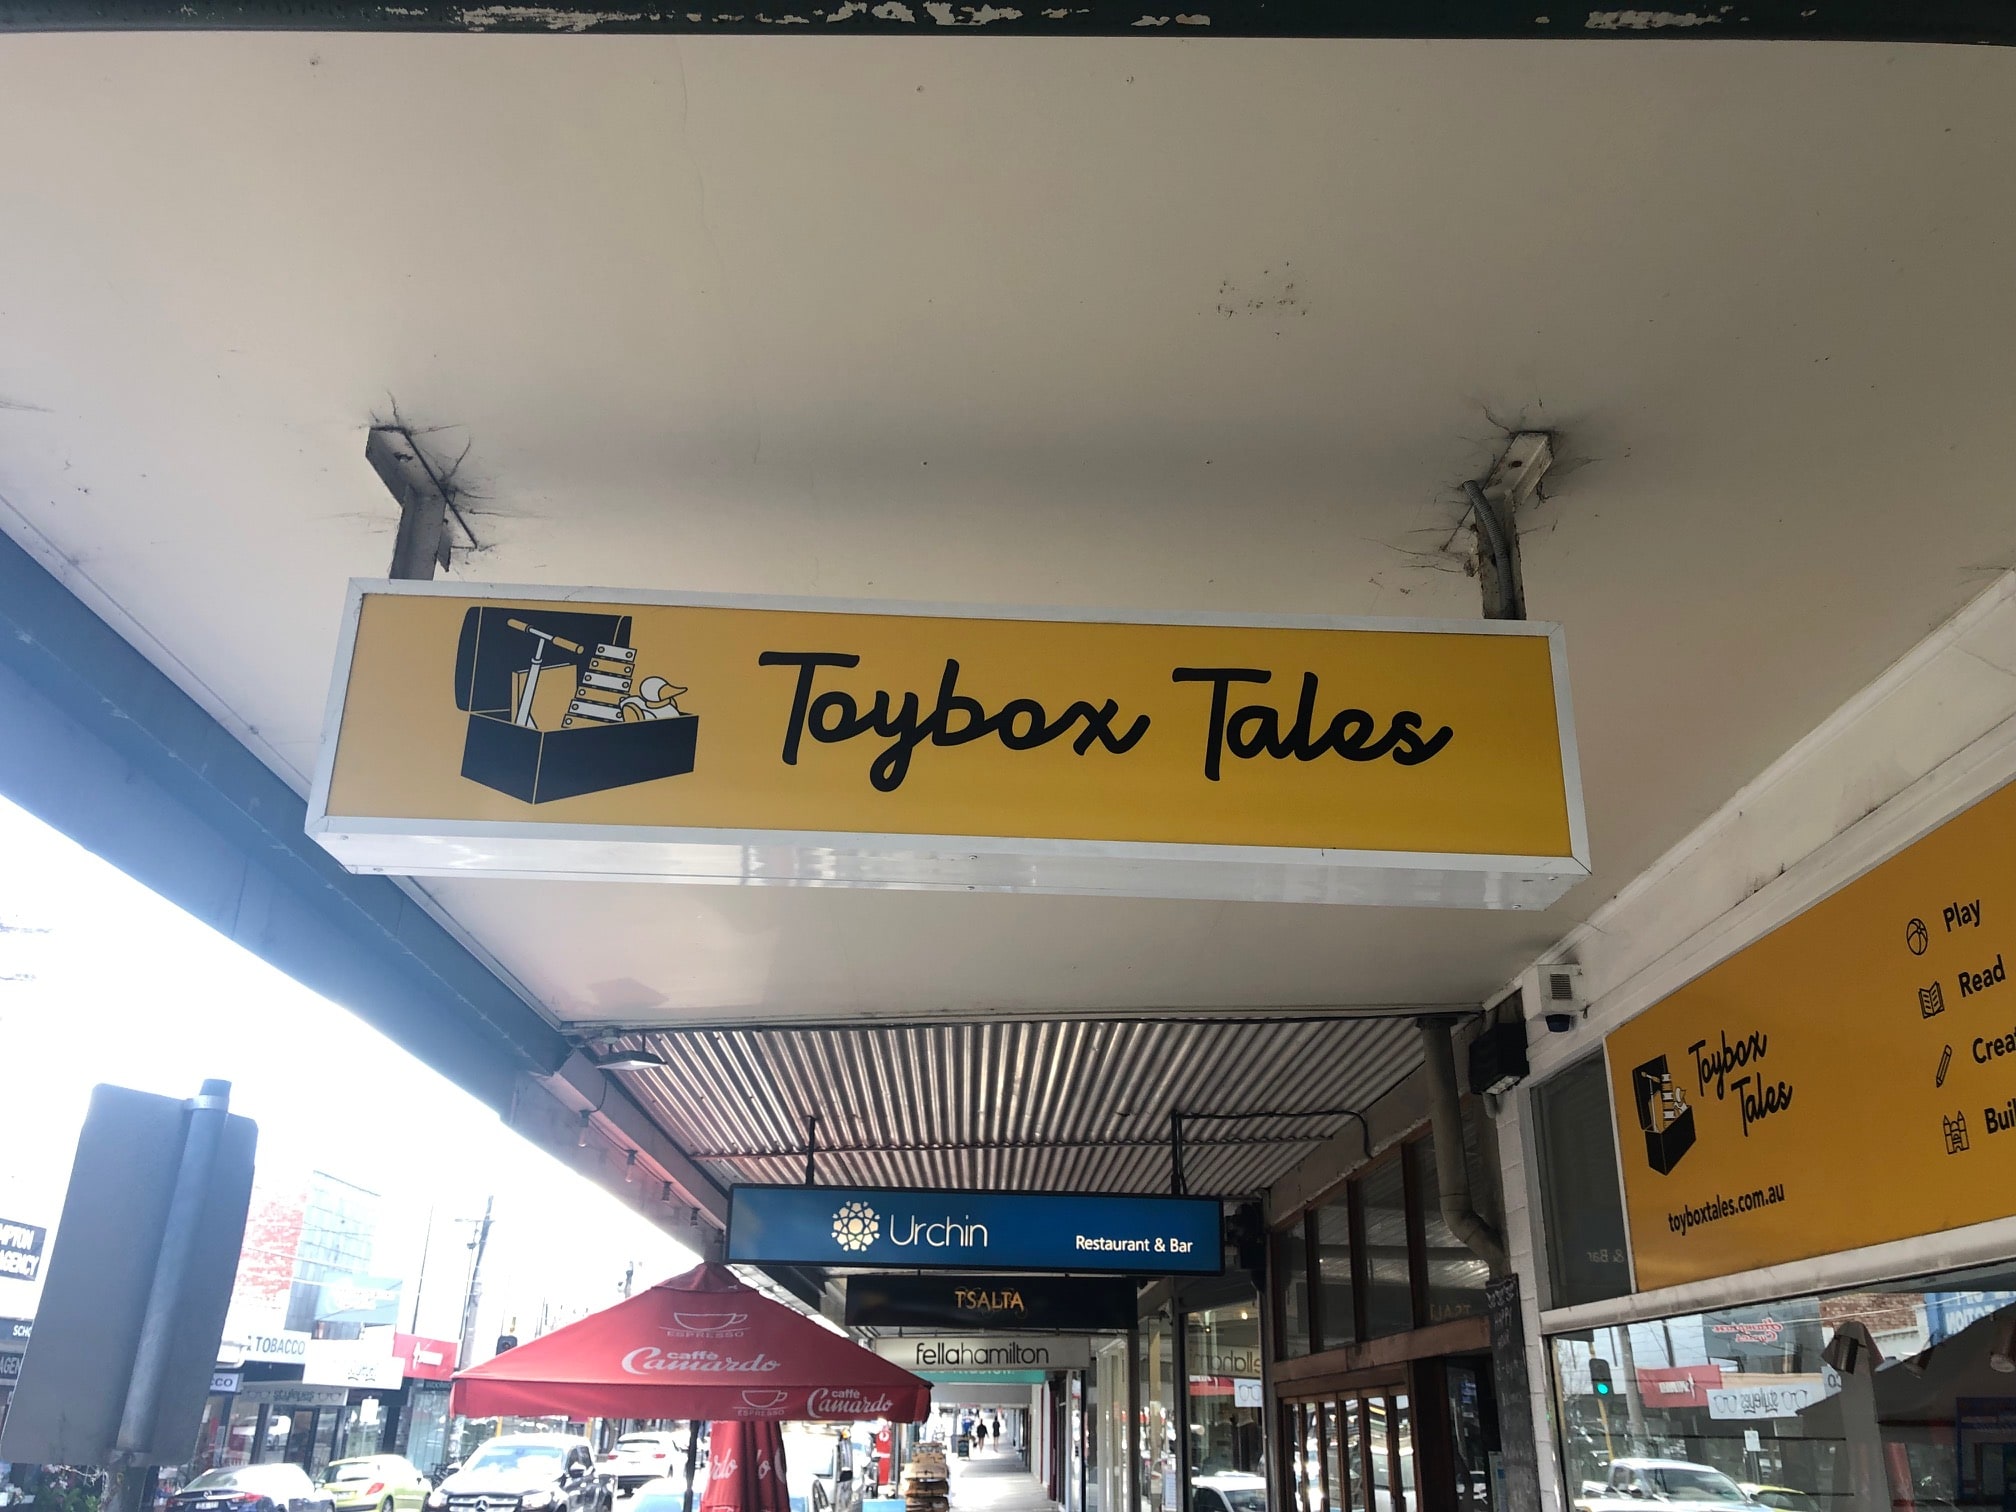 Toybox Tales
Play
Read
Toybox
Tales
toyboxtales.com.au
Urchin
Restaurant & Bar
TSALTA
fellahamilton
ESPRESSO
caffè
Camardo
ESPRESSO
caffè
Camardo
TOBACCO
AGENCY